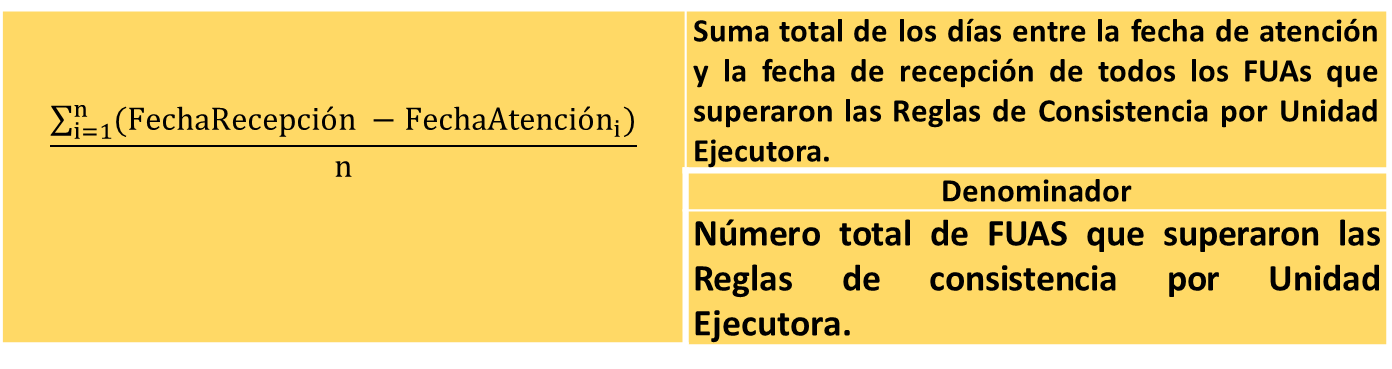 ∑ⁿᵢ₌₁(FechaRecepción − FechaAtenciónᵢ)
n
Suma total de los días entre la fecha de atención
y la fecha de recepción de todos los FUAs que
superaron las Reglas de Consistencia por Unidad
Ejecutora.
Denominador
Número total de FUAS que superaron las
Reglas de consistencia por Unidad
Ejecutora.